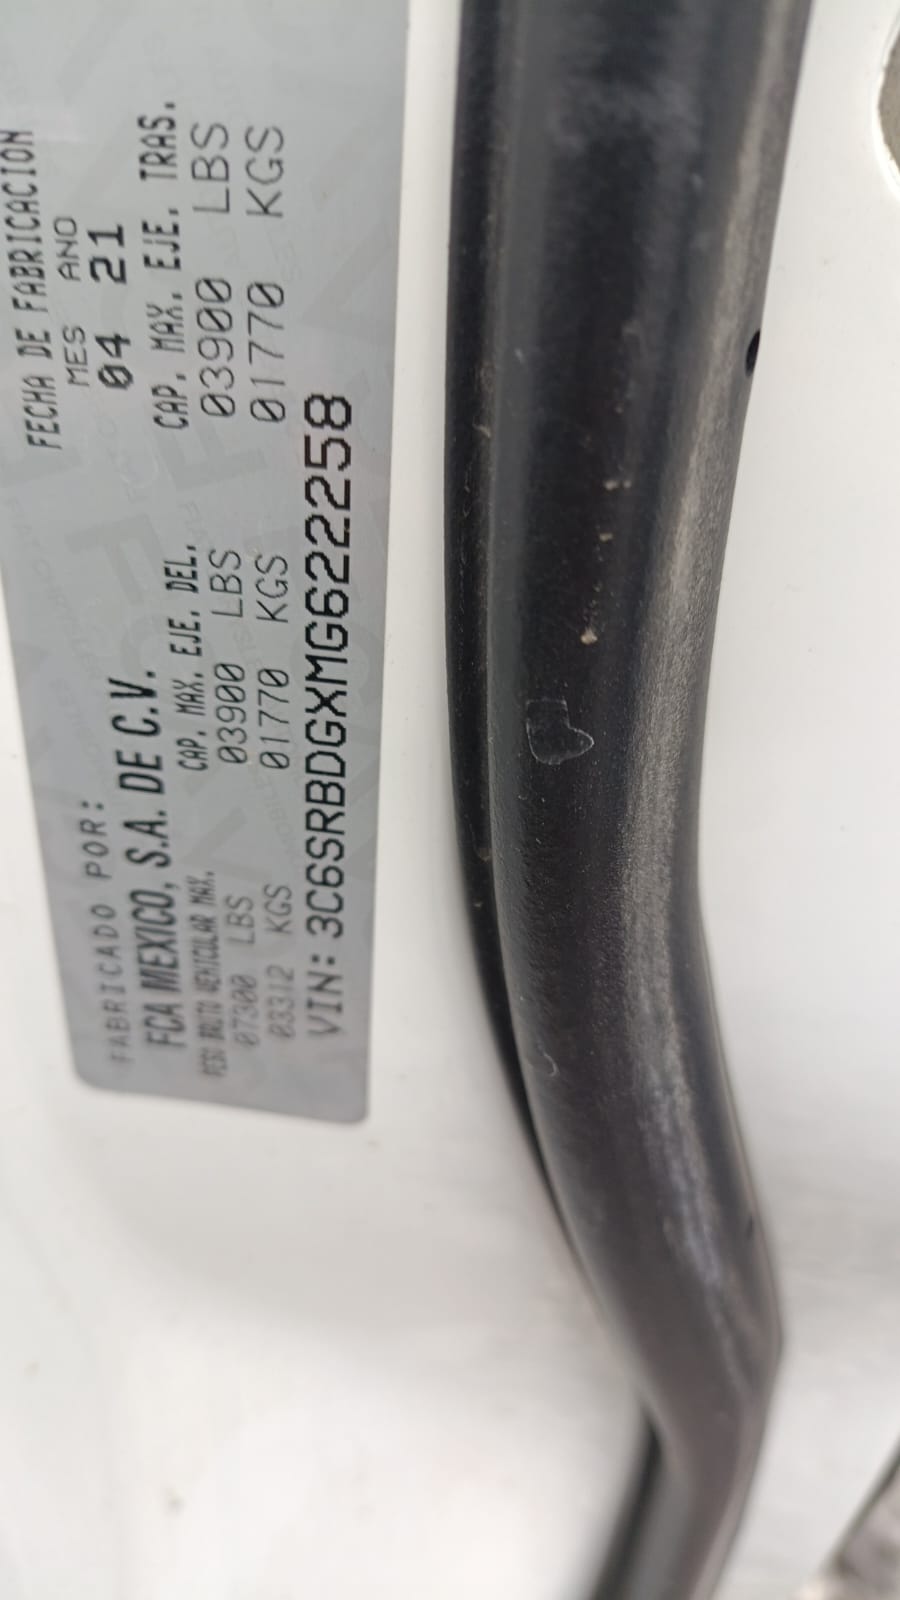 FABRICADO POR:
FECHA DE FABRICACION
MES ANO
04 21
FCA MEXICO, S.A. DE C.V.
PESO BRUTO VEHICULAR MAX.
07300 LBS
03312 KGS
CAP. MAX. EJE. DEL.
03900 LBS
01770 KGS
CAP. MAX. EJE. TRAS.
03900 LBS
01770 KGS
VIN: 3C6SRBDGXMG622258